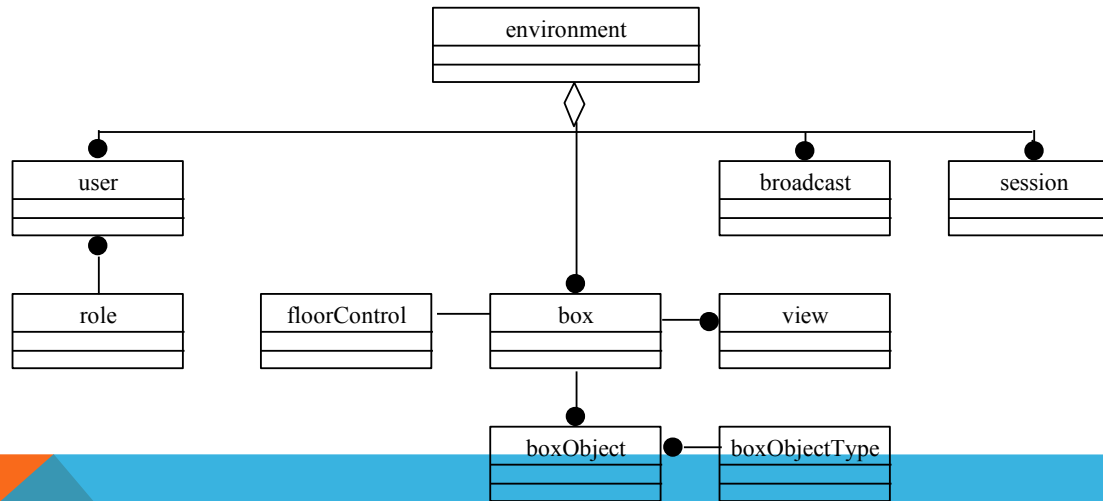 environment
user
broadcast
session
role
floorControl
box
view
boxObject
boxObjectType